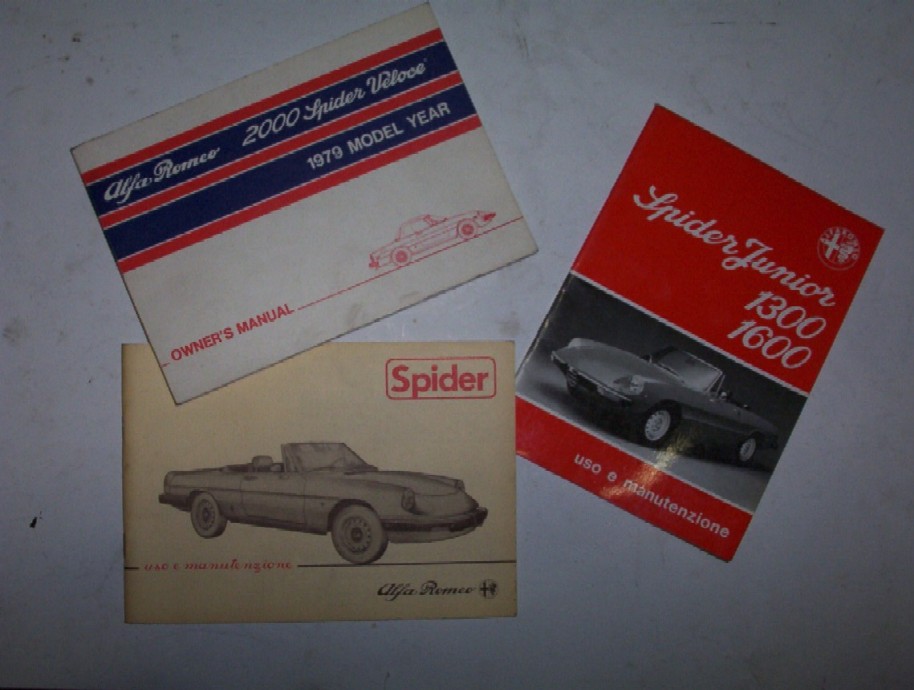 Alfa Romeo 2000 Spider Veloce
1979 MODEL YEAR
OWNER'S MANUAL
Spider Junior
1300
1600
uso e manutenzione
Spider
uso e manutenzione
Alfa Romeo